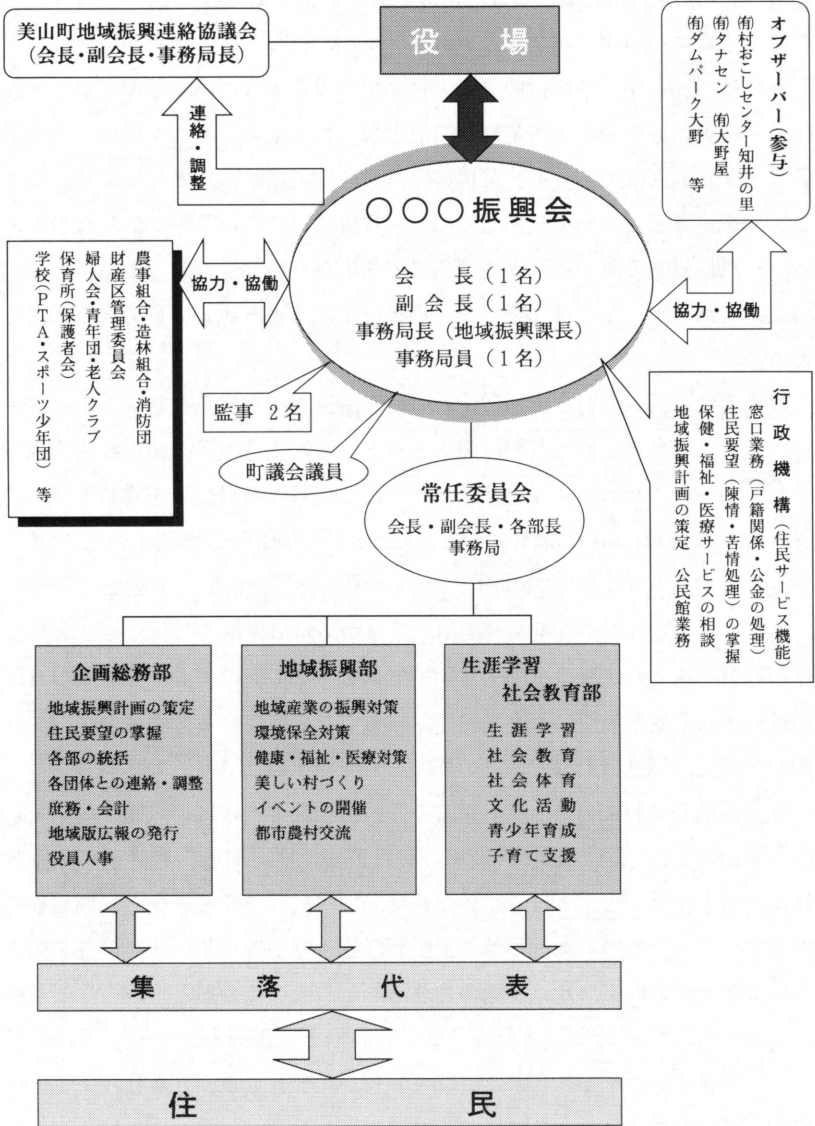 美山町地域振興連絡協議会
(会長・副会長・事務局長)
役場
オブザーバー(参与)
㈲村おこしセンター知井の里
㈲タナセン ㈲大野屋
㈲ダムパーク大野 等
連絡・調整
〇〇〇振興会
会長(1名)
副会長(1名)
事務局長(地域振興課長)
事務局員(1名)
協力・協働
協力・協働
農事組合・造林組合・消防団
財産区管理委員会
婦人会・青年団・老人クラブ
保育所(保護者会)
学校(PTA・スポーツ少年団) 等
監事 2名
町議会議員
行政機構(住民サービス機能)
窓口業務(戸籍関係・公金の処理)
住民要望(陳情・苦情処理)の掌握
保健・福祉・医療サービスの相談
地域振興計画の策定 公民館業務
常任委員会
会長・副会長・各部長
事務局
企画総務部
地域振興計画の策定
住民要望の掌握
各部の統括
各団体との連絡・調整
庶務・会計
地域版広報の発行
役員人事
地域振興部
地域産業の振興対策
環境保全対策
健康・福祉・医療対策
美しい村づくり
イベントの開催
都市農村交流
生涯学習
社会教育部
生涯学習
社会教育
社会体育
文化活動
青少年育成
子育て支援
集落代表
住民